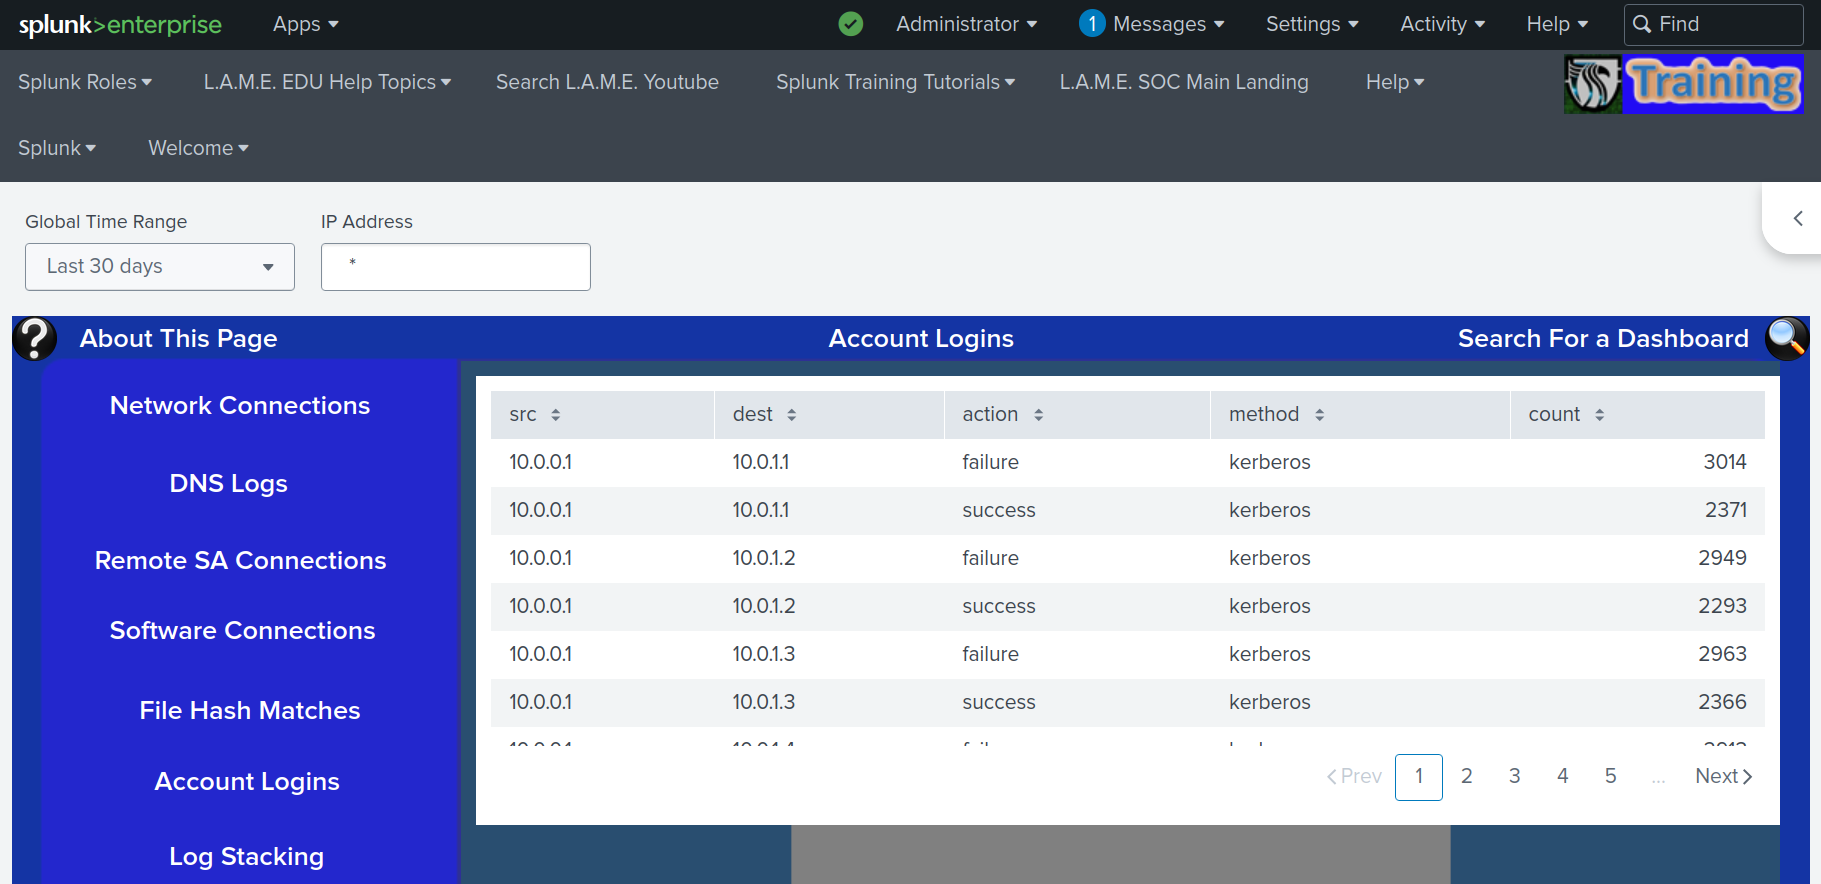 splunk>enterprise Apps Administrator 1 Messages Settings Activity Help Find
Splunk Roles L.A.M.E. EDU Help Topics Search L.A.M.E. Youtube Splunk Training Tutorials L.A.M.E. SOC Main Landing Help Training
Splunk Welcome
Global Time Range IP Address
Last 30 days *
? About This Page Account Logins Search For a Dashboard
Network Connections
DNS Logs
Remote SA Connections
Software Connections
File Hash Matches
Account Logins
Log Stacking
src dest action method count
10.0.0.1 10.0.1.1 failure kerberos 3014
10.0.0.1 10.0.1.1 success kerberos 2371
10.0.0.1 10.0.1.2 failure kerberos 2949
10.0.0.1 10.0.1.2 success kerberos 2293
10.0.0.1 10.0.1.3 failure kerberos 2963
10.0.0.1 10.0.1.3 success kerberos 2366
Prev 1 2 3 4 5 ... Next